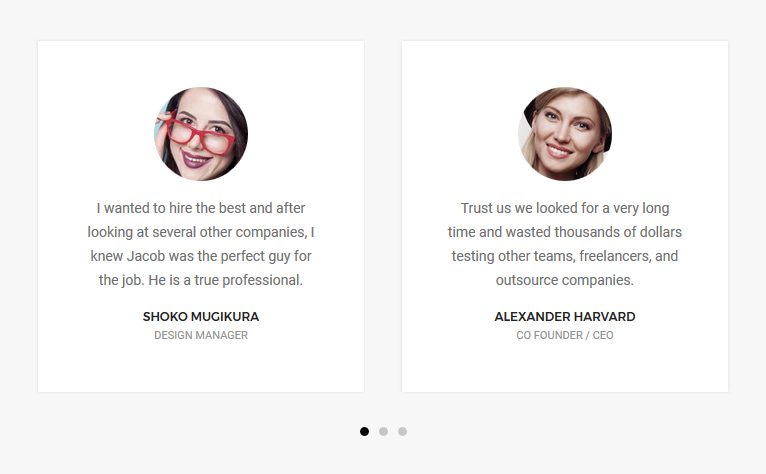 I wanted to hire the best and after
looking at several other companies, I
knew Jacob was the perfect guy for
the job. He is a true professional.
SHOKO MUGIKURA
DESIGN MANAGER
Trust us we looked for a very long
time and wasted thousands of dollars
testing other teams, freelancers, and
outsource companies.
ALEXANDER HARVARD
CO FOUNDER / CEO